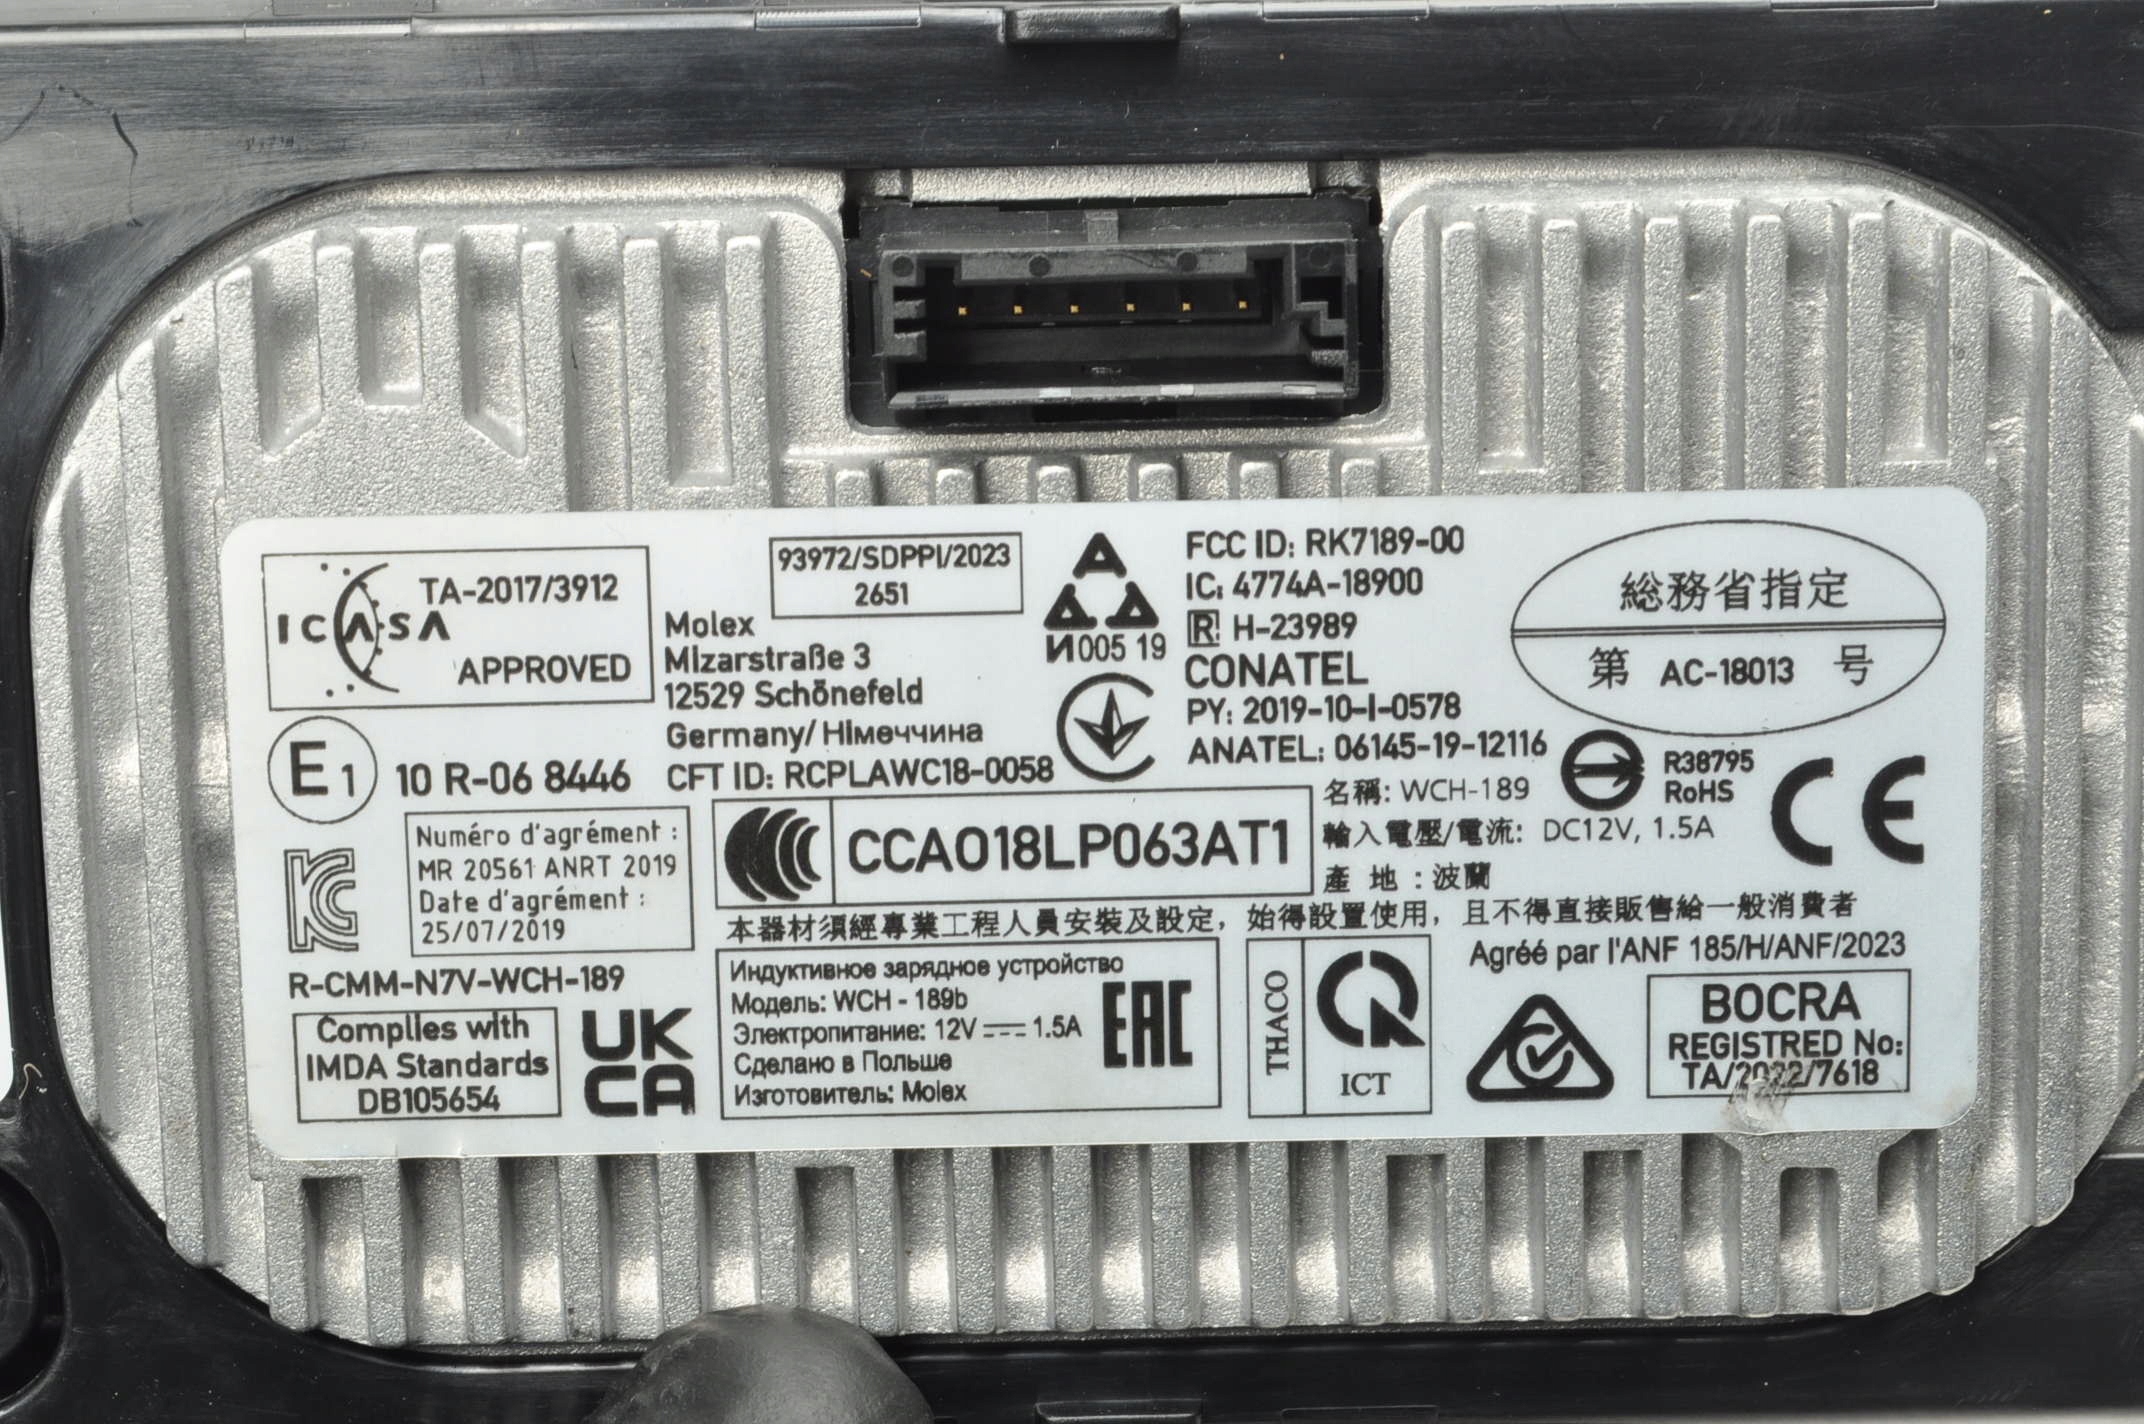 ICASA
TA-2017/3912
APPROVED
93972/SDPPI/2023
2651
Molex
Mizarstraße 3
12529 Schönefeld
Germany/ Німеччина
CFT ID: RCPLAWC18-0058
И005 19
FCC ID: RK7189-00
IC: 4774A-18900
R H-23989
CONATEL
PY: 2019-10-I-0578
ANATEL: 06145-19-12116
総務省指定
第 AC-18013 号
E1
10 R-06 8446
R38795
RoHS
CE
名稱: WCH-189
輸入電壓/電流: DC12V, 1.5A
產 地 : 波蘭
KC
Numéro d'agrément :
MR 20561 ANRT 2019
Date d'agrément :
25/07/2019
CCAO18LP063AT1
本器材須經專業工程人員安裝及設定, 始得設置使用, 且不得直接販售給一般消費者
R-CMM-N7V-WCH-189
Complies with
IMDA Standards
DB105654
UK
CA
Индуктивное зарядное устройство
Модель: WCH - 189b
Электропитание: 12V ⎓ 1.5A
Сделано в Польше
Изготовитель: Molex
EAC
THACO
ICT
Agréé par l'ANF 185/H/ANF/2023
BOCRA
REGISTRED No:
TA/2022/7618